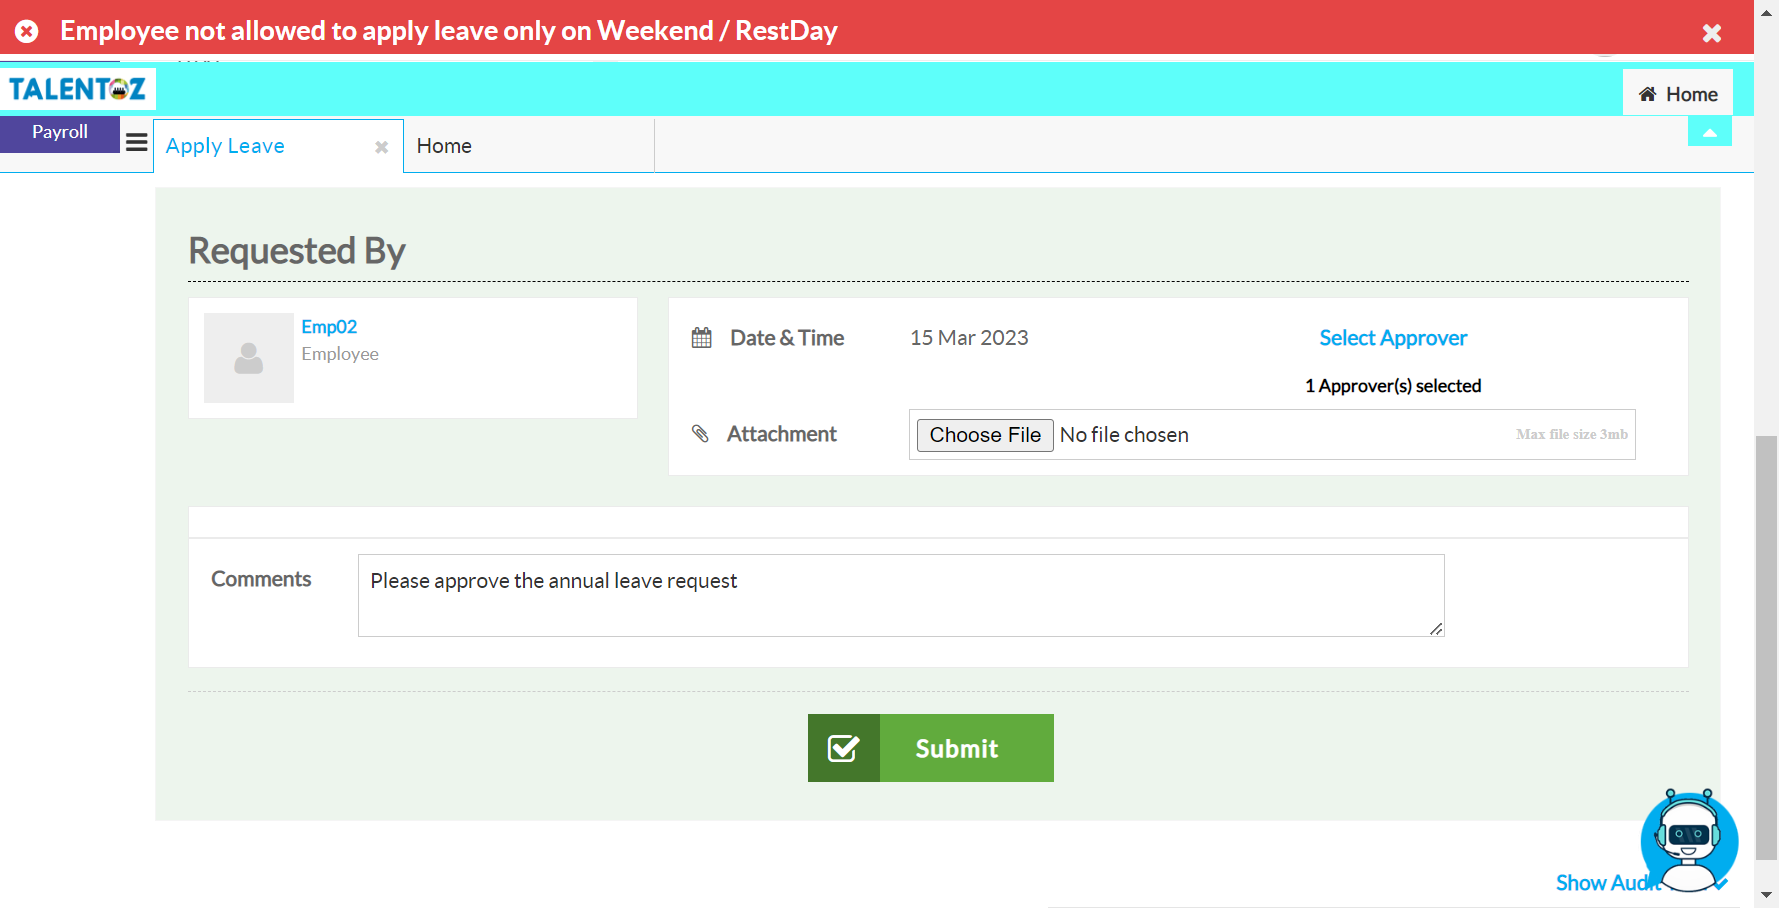 Employee not allowed to apply leave only on Weekend / RestDay
TALENTOZ
Home
Payroll
Apply Leave
Home
Requested By
Emp02
Employee
Date & Time
15 Mar 2023
Select Approver
1 Approver(s) selected
Attachment
Choose File
No file chosen
Max file size 3mb
Comments
Please approve the annual leave request
Submit
Show